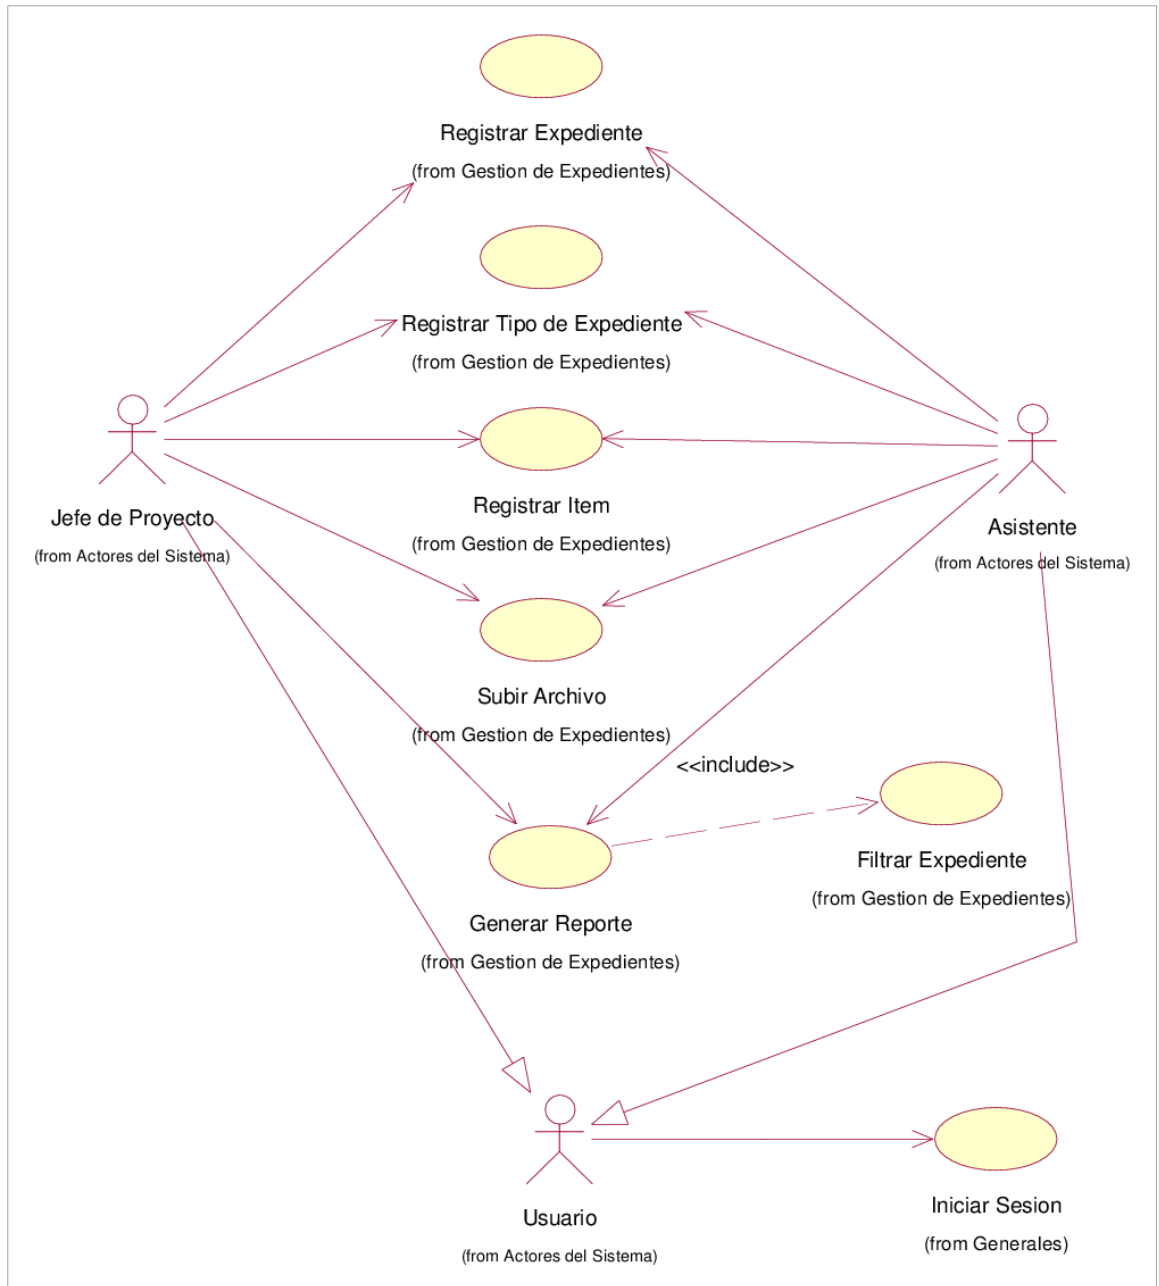 Registrar Expediente
(from Gestion de Expedientes)
Registrar Tipo de Expediente
(from Gestion de Expedientes)
Jefe de Proyecto
(from Actores del Sistema)
Registrar Item
(from Gestion de Expedientes)
Asistente
(from Actores del Sistema)
Subir Archivo
(from Gestion de Expedientes)
<<include>>
Filtrar Expediente
(from Gestion de Expedientes)
Generar Reporte
(from Gestion de Expedientes)
Usuario
(from Actores del Sistema)
Iniciar Sesion
(from Generales)